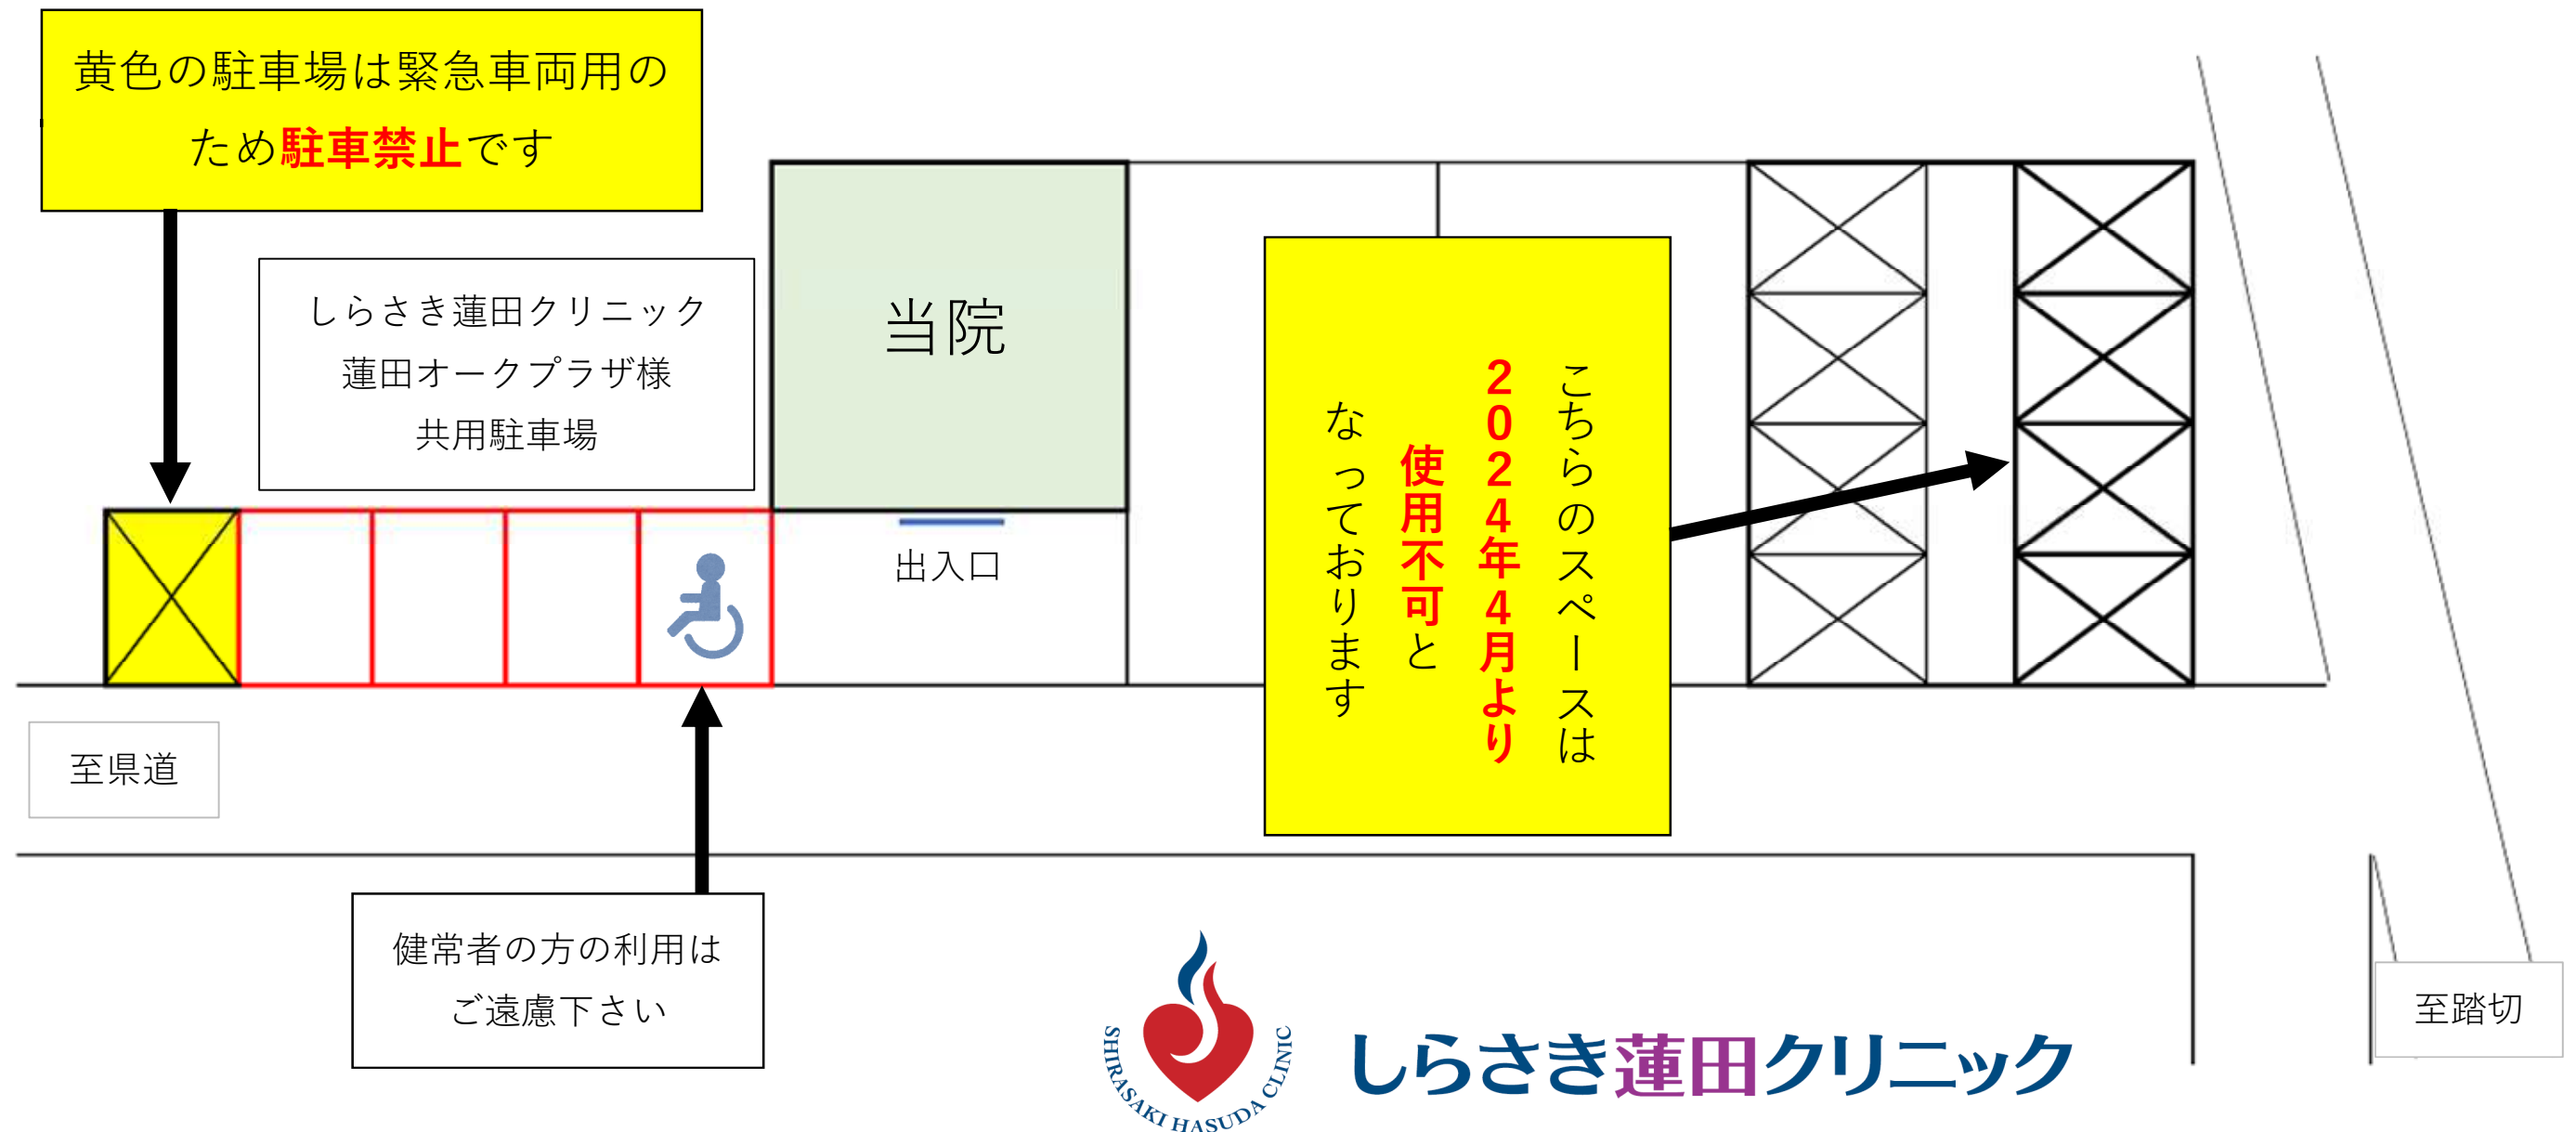 黄色の駐車場は緊急車両用の
ため駐車禁止です
しらさき蓮田クリニック
蓮田オークプラザ様
共用駐車場
当院
出入口
こちらのスペースは
2024年4月より
使用不可と
なっております
至県道
健常者の方の利用は
ご遠慮下さい
SHIRASAKI HASUDA CLINIC
しらさき蓮田クリニック
至踏切